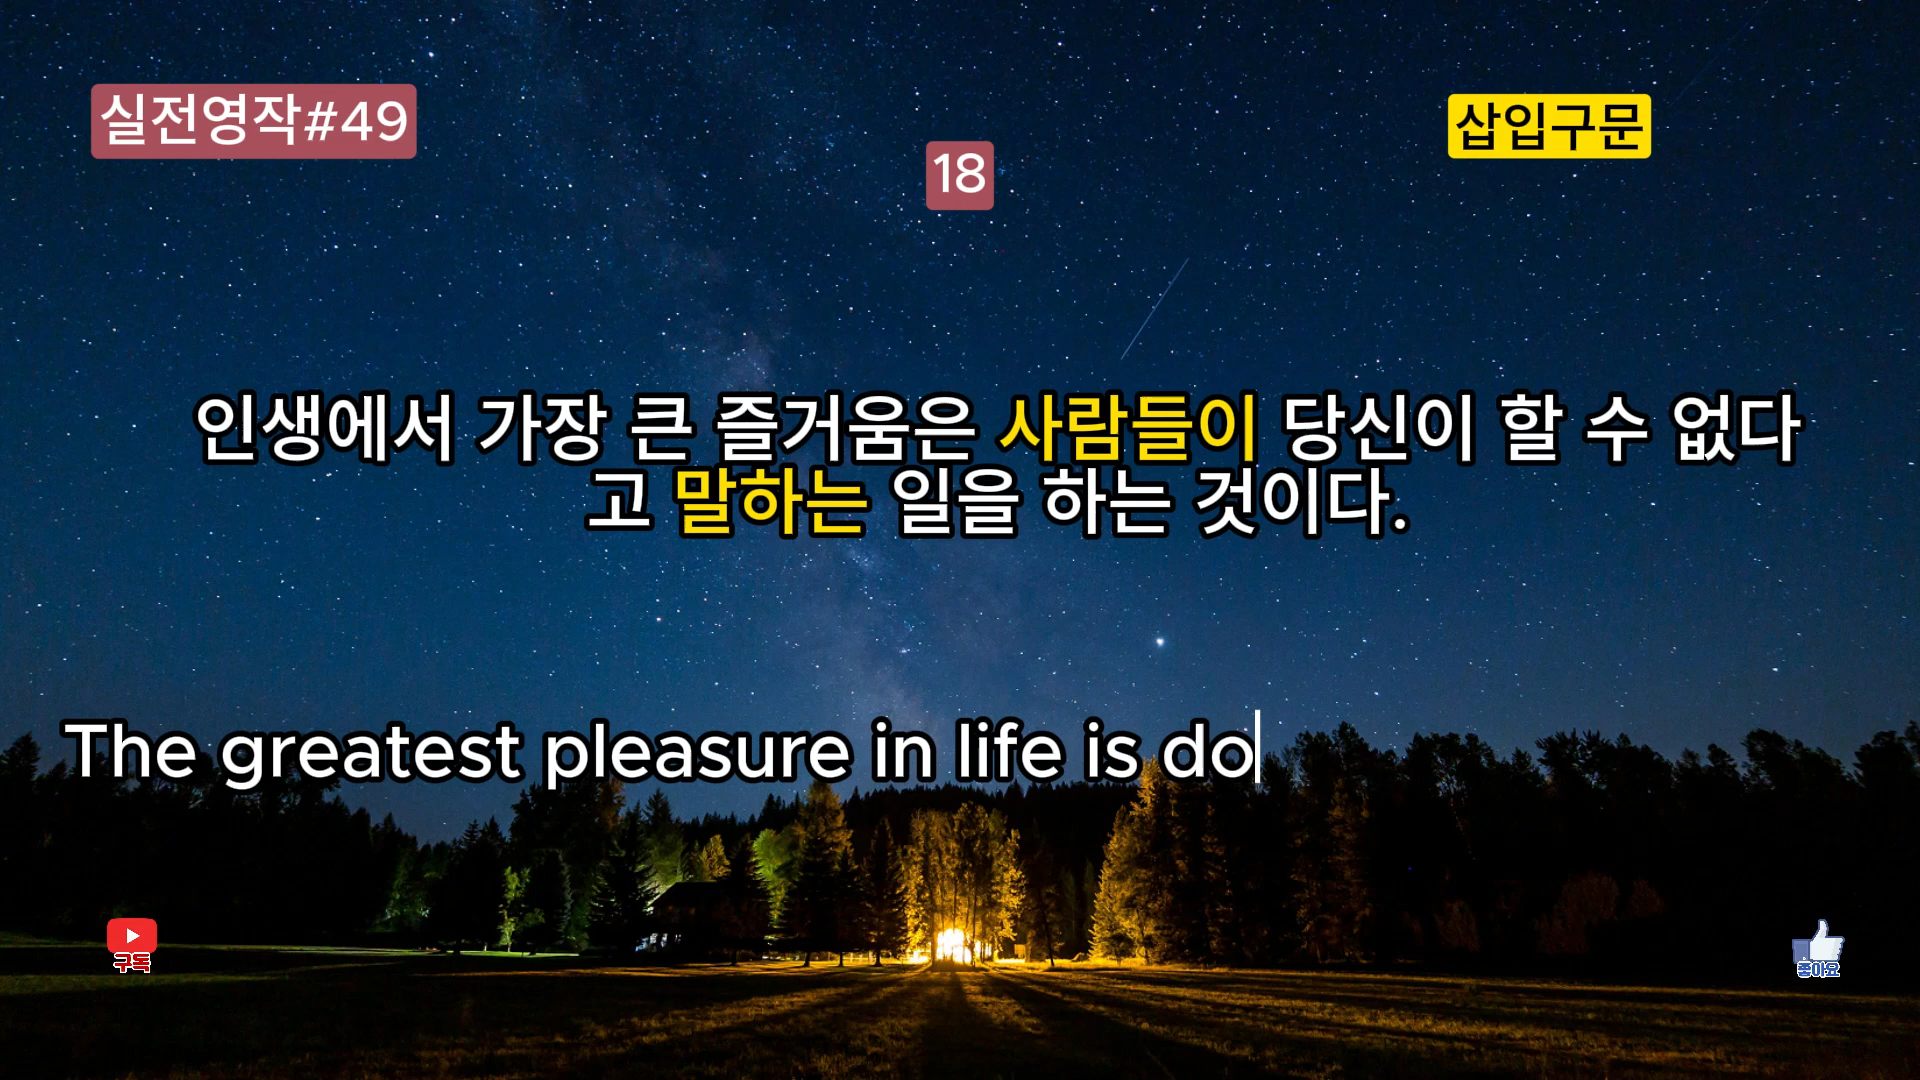 실전영작#49
삽입구문
18
인생에서 가장 큰 즐거움은 사람들이 당신이 할 수 없다
고 말하는 일을 하는 것이다.
The greatest pleasure in life is do
구독
좋아요